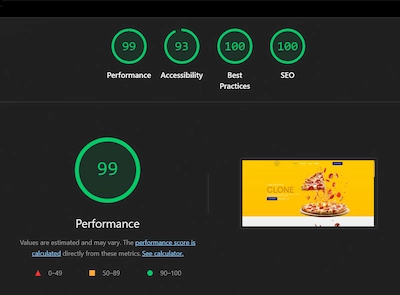 99 93 100 100
Performance Accessibility Best Practices SEO
99
Performance
Values are estimated and may vary. The performance score is
calculated directly from these metrics. See calculator.
0–49 50–89 90–100
CLONE